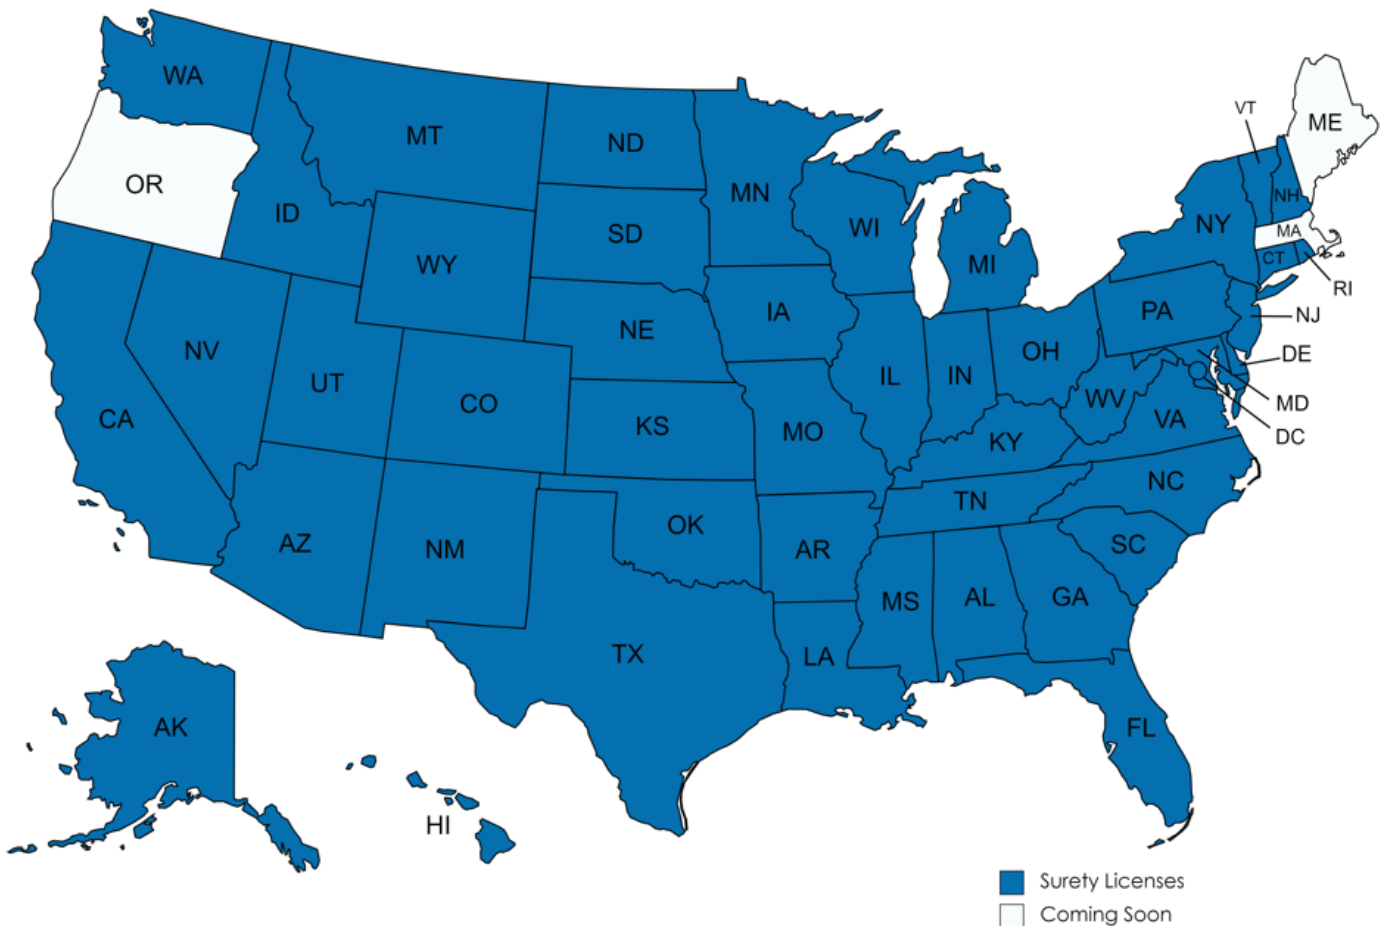 WA
MT
ND
MN
OR
ID
SD
WI
WY
MI
VT
ME
NH
NY
MA
CT
RI
NJ
PA
DE
MD
DC
IA
NE
NV
UT
CO
CA
KS
MO
IL
IN
OH
WV
VA
KY
NC
TN
SC
OK
AR
AZ
NM
MS
AL
GA
TX
LA
FL
AK
HI
Surety Licenses
Coming Soon